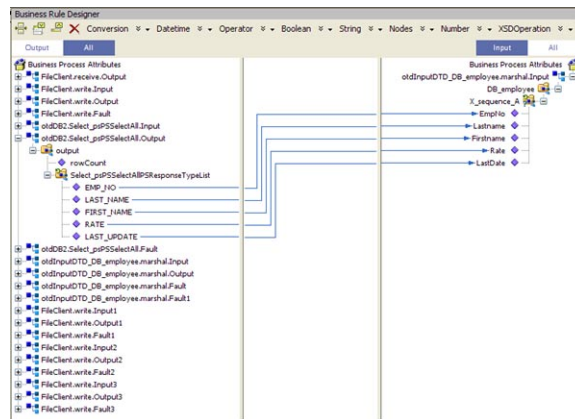 Business Rule Designer
Conversion Datetime Operator Boolean String Nodes Number XSDOperation
Output All Input All
Business Process Attributes
FileClient.receive.Output
FileClient.write.Input
FileClient.write.Output
FileClient.write.Fault
otdDB2.Select_psPSSelectAll.Input
otdDB2.Select_psPSSelectAll.Output
output
rowCount
Select_psPSSelectAllPSResponseTypeList
EMP_NO
LAST_NAME
FIRST_NAME
RATE
LAST_UPDATE
otdDB2.Select_psPSSelectAll.Fault
otdInputDTD_DB_employee.marshal.Input
otdInputDTD_DB_employee.marshal.Output
otdInputDTD_DB_employee.marshal.Fault
otdInputDTD_DB_employee.marshal.Fault1
FileClient.write.Input1
FileClient.write.Output1
FileClient.write.Fault1
FileClient.write.Input2
FileClient.write.Output2
FileClient.write.Fault2
FileClient.write.Input3
FileClient.write.Output3
FileClient.write.Fault3
Business Process Attributes
otdInputDTD_DB_employee.marshal.Input
DB_employee
X_sequence_A
EmpNo
Lastname
Firstname
Rate
LastDate